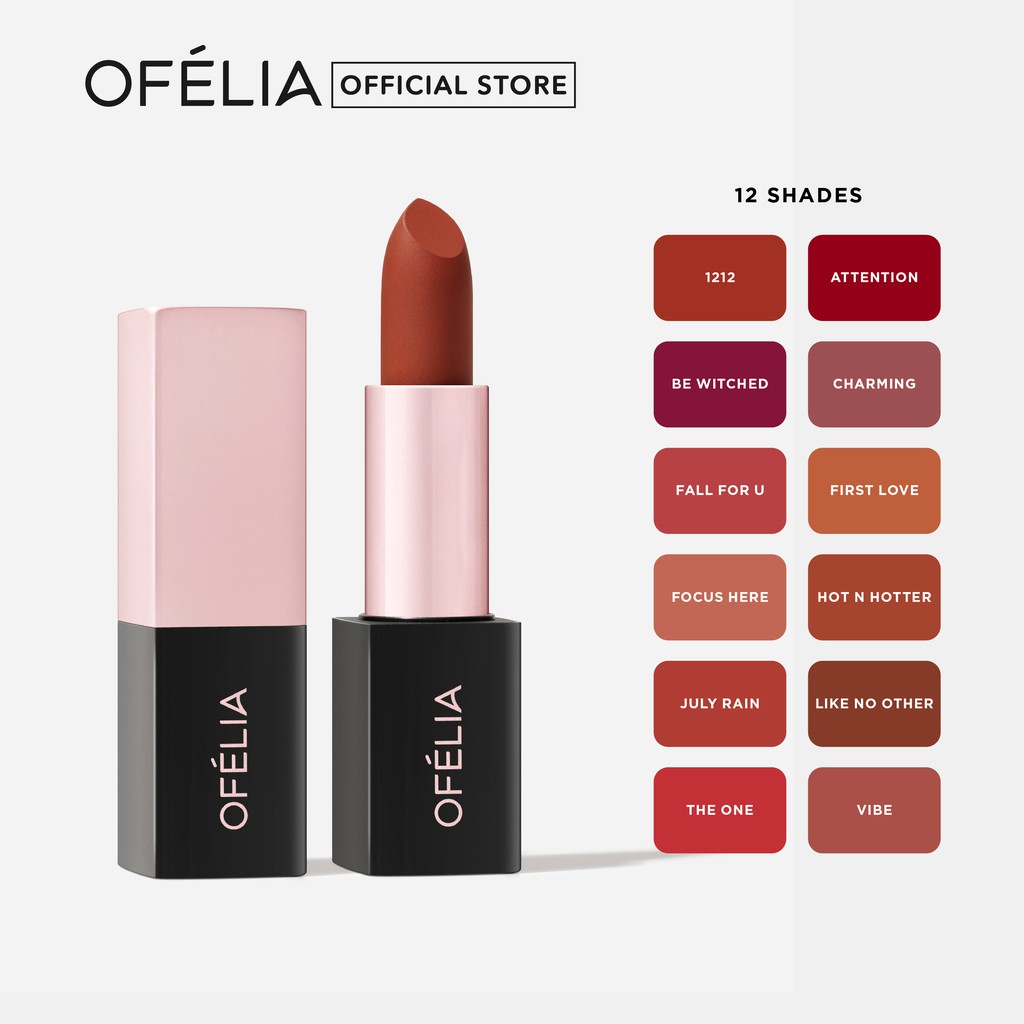 OFÉLIA OFFICIAL STORE
12 SHADES
1212
ATTENTION
BE WITCHED
CHARMING
FALL FOR U
FIRST LOVE
FOCUS HERE
HOT N HOTTER
JULY RAIN
LIKE NO OTHER
THE ONE
VIBE
OFÉLIA
OFÉLIA